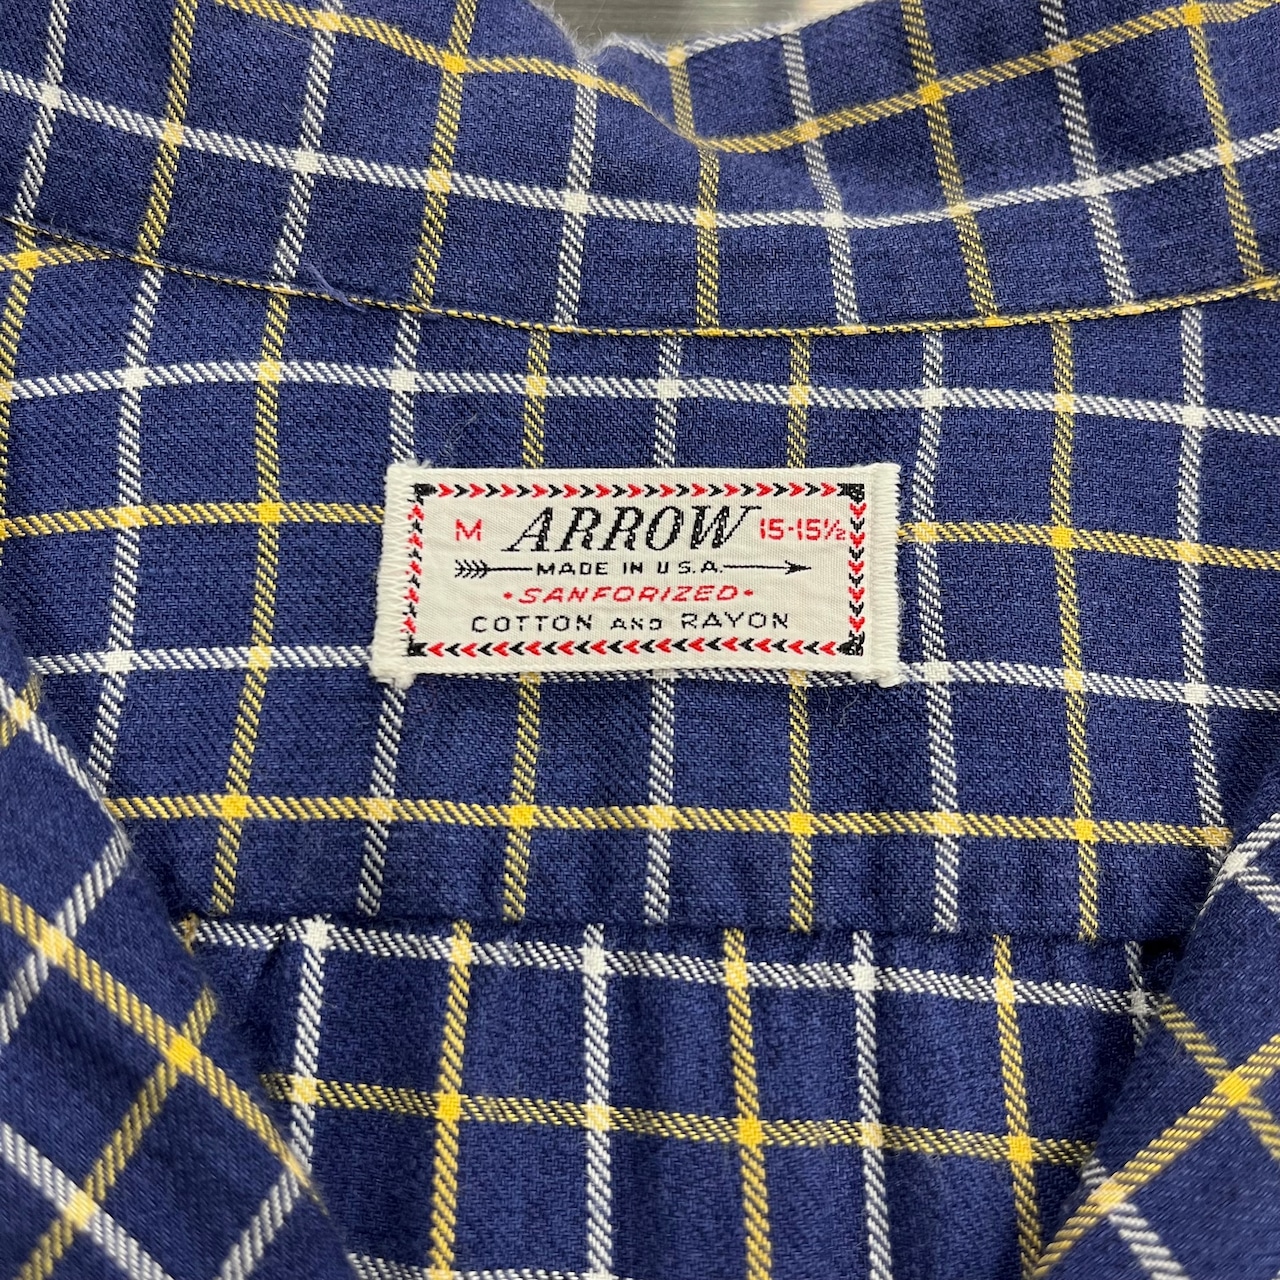 M ARROW 15-15½
MADE IN U.S.A.
•SANFORIZED•
COTTON AND RAYON